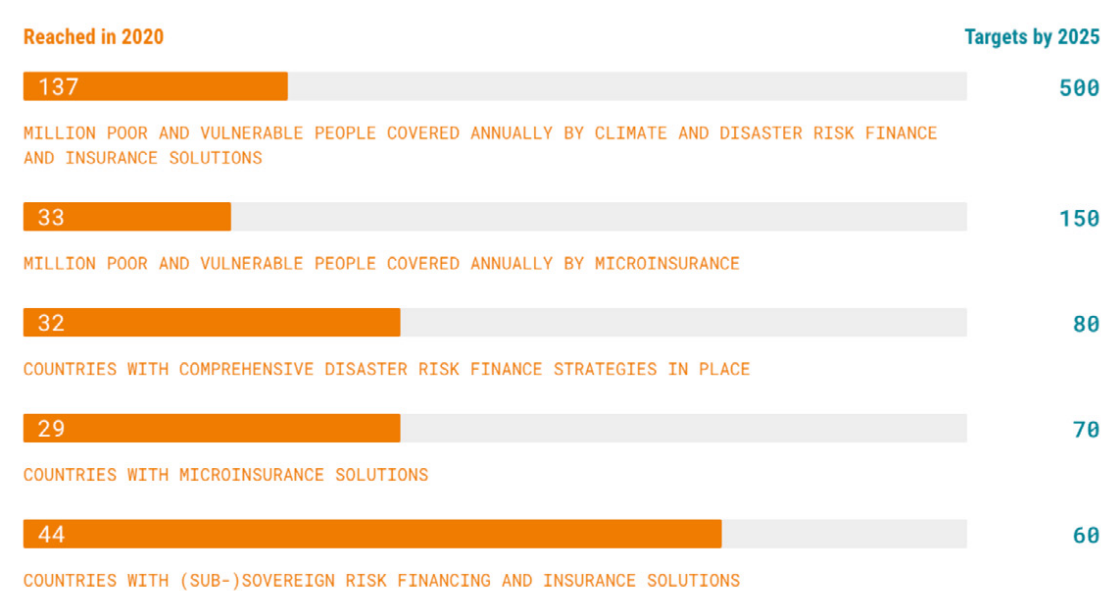 Reached in 2020 Targets by 2025
137 500
MILLION POOR AND VULNERABLE PEOPLE COVERED ANNUALLY BY CLIMATE AND DISASTER RISK FINANCE
AND INSURANCE SOLUTIONS
33 150
MILLION POOR AND VULNERABLE PEOPLE COVERED ANNUALLY BY MICROINSURANCE
32 80
COUNTRIES WITH COMPREHENSIVE DISASTER RISK FINANCE STRATEGIES IN PLACE
29 70
COUNTRIES WITH MICROINSURANCE SOLUTIONS
44 60
COUNTRIES WITH (SUB-)SOVEREIGN RISK FINANCING AND INSURANCE SOLUTIONS